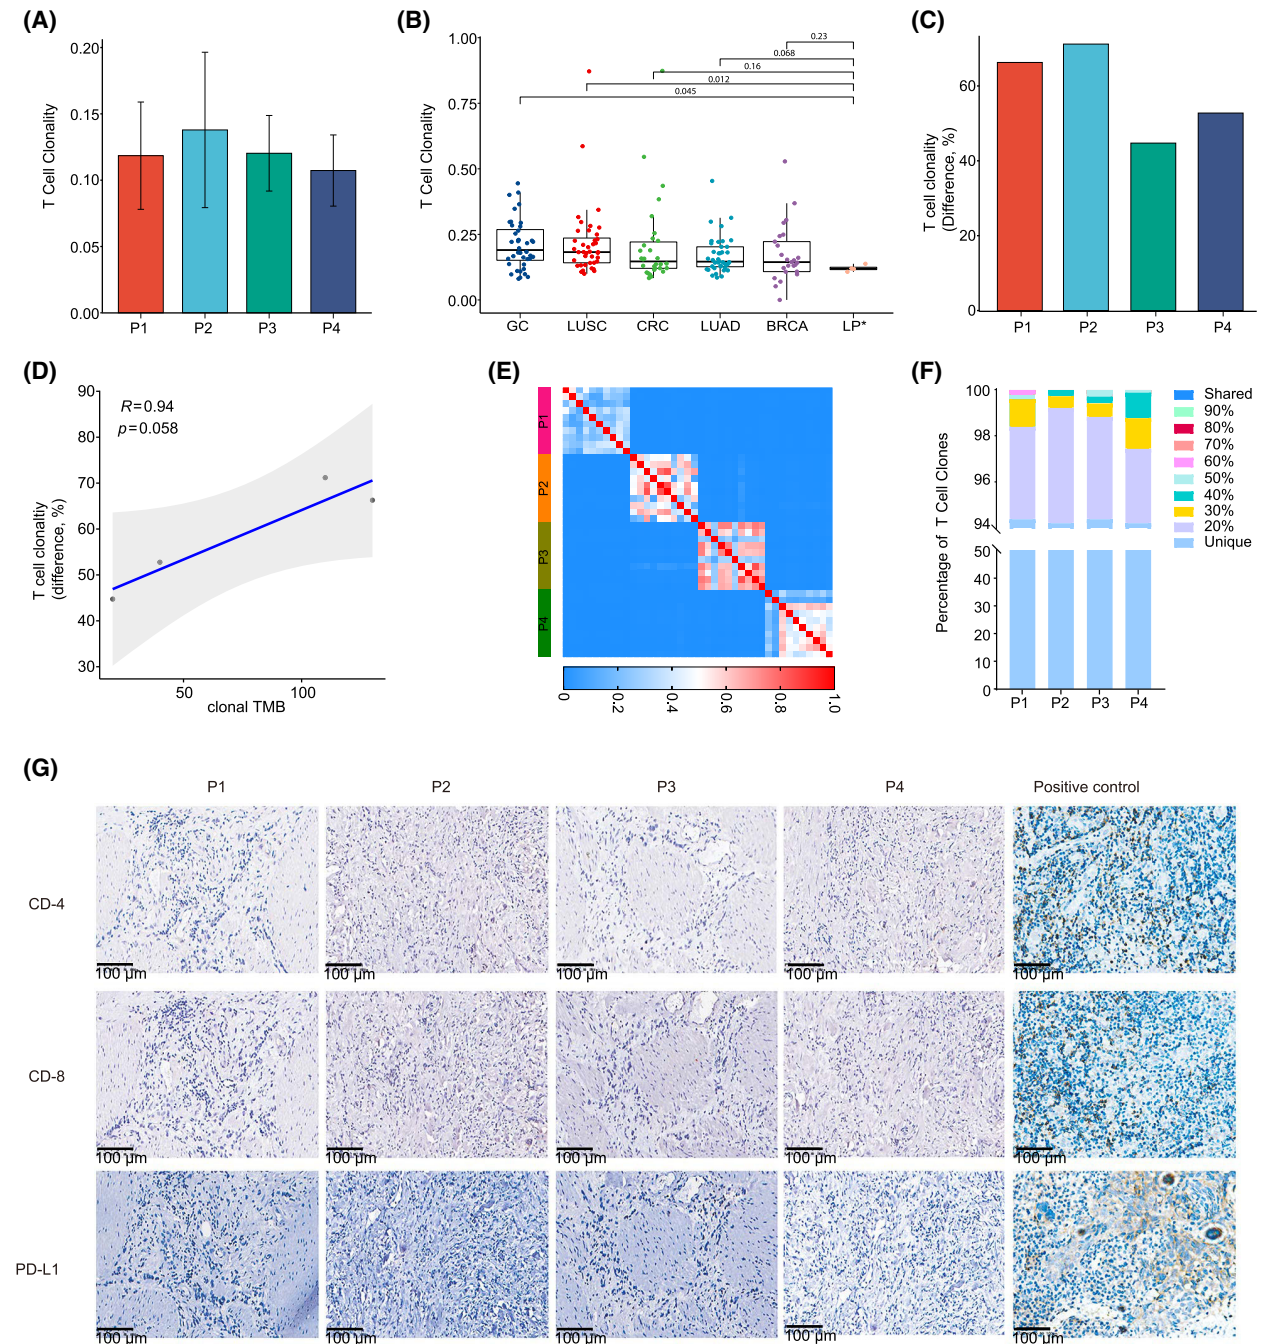 (A)
T Cell Clonality
0.20
0.15
0.10
0.05
0.00
P1 P2 P3 P4
(B)
T Cell Clonality
1.00
0.75
0.50
0.25
0.00
0.23
0.068
0.16
0.012
0.045
GC LUSC CRC LUAD BRCA LP*
(C)
T cell clonality
(Difference, %)
60
40
20
0
P1 P2 P3 P4
(D)
T cell clonality
(difference, %)
90
80
70
60
50
40
30
R=0.94
p=0.058
50 100
clonal TMB
(E)
P1
P2
P3
P4
0 0.2 0.4 0.6 0.8 1.0
(F)
Percentage of T Cell Clones
100
98
96
94
50
40
30
20
10
0
P1 P2 P3 P4
Shared
90%
80%
70%
60%
50%
40%
30%
20%
Unique
(G)
P1 P2 P3 P4 Positive control
CD-4
100 µm 100 µm 100 µm 100 µm 100 µm
CD-8
100 µm 100 µm 100 µm 100 µm 100 µm
PD-L1
100 µm 100 µm 100 µm 100 µm 100 µm